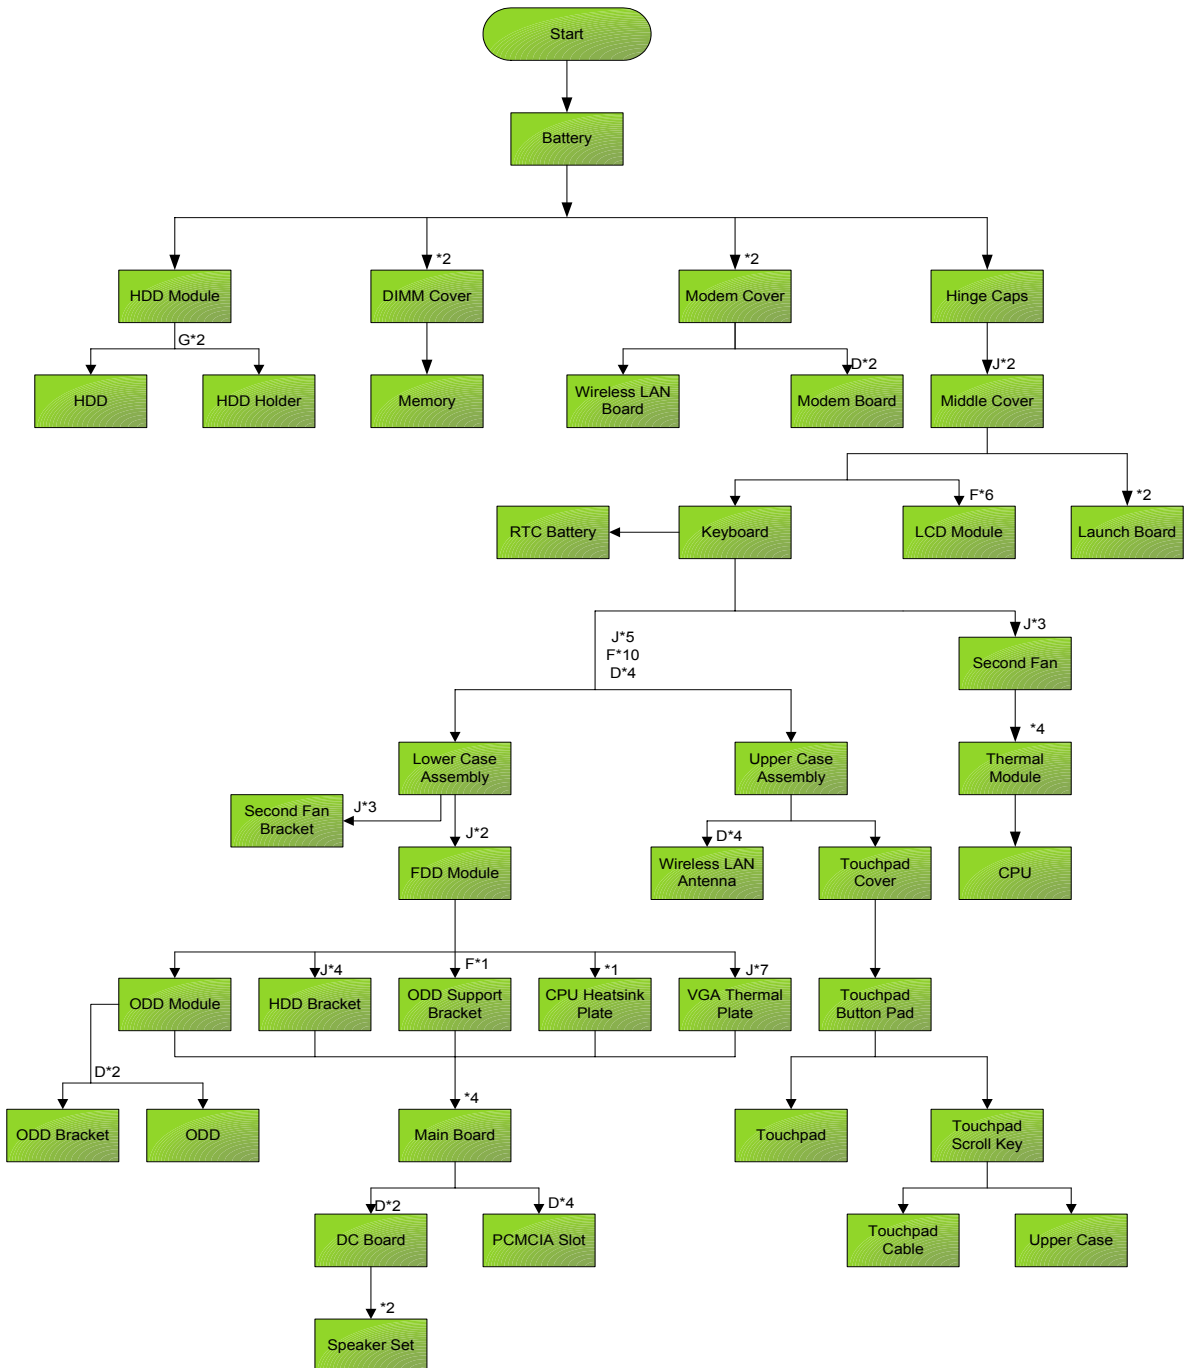 Start
Battery
*2
*2
HDD Module
DIMM Cover
Modem Cover
Hinge Caps
G*2
D*2
J*2
HDD
HDD Holder
Memory
Wireless LAN
Board
Modem Board
Middle Cover
F*6
*2
RTC Battery
Keyboard
LCD Module
Launch Board
J*5
F*10
D*4
J*3
Second Fan
*4
Lower Case
Assembly
Upper Case
Assembly
Thermal
Module
Second Fan
Bracket
J*3
J*2
D*4
FDD Module
Wireless LAN
Antenna
Touchpad
Cover
CPU
J*4
F*1
*1
J*7
ODD Module
HDD Bracket
ODD Support
Bracket
CPU Heatsink
Plate
VGA Thermal
Plate
Touchpad
Button Pad
D*2
*4
ODD Bracket
ODD
Main Board
Touchpad
Touchpad
Scroll Key
D*2
D*4
DC Board
PCMCIA Slot
Touchpad
Cable
Upper Case
*2
Speaker Set